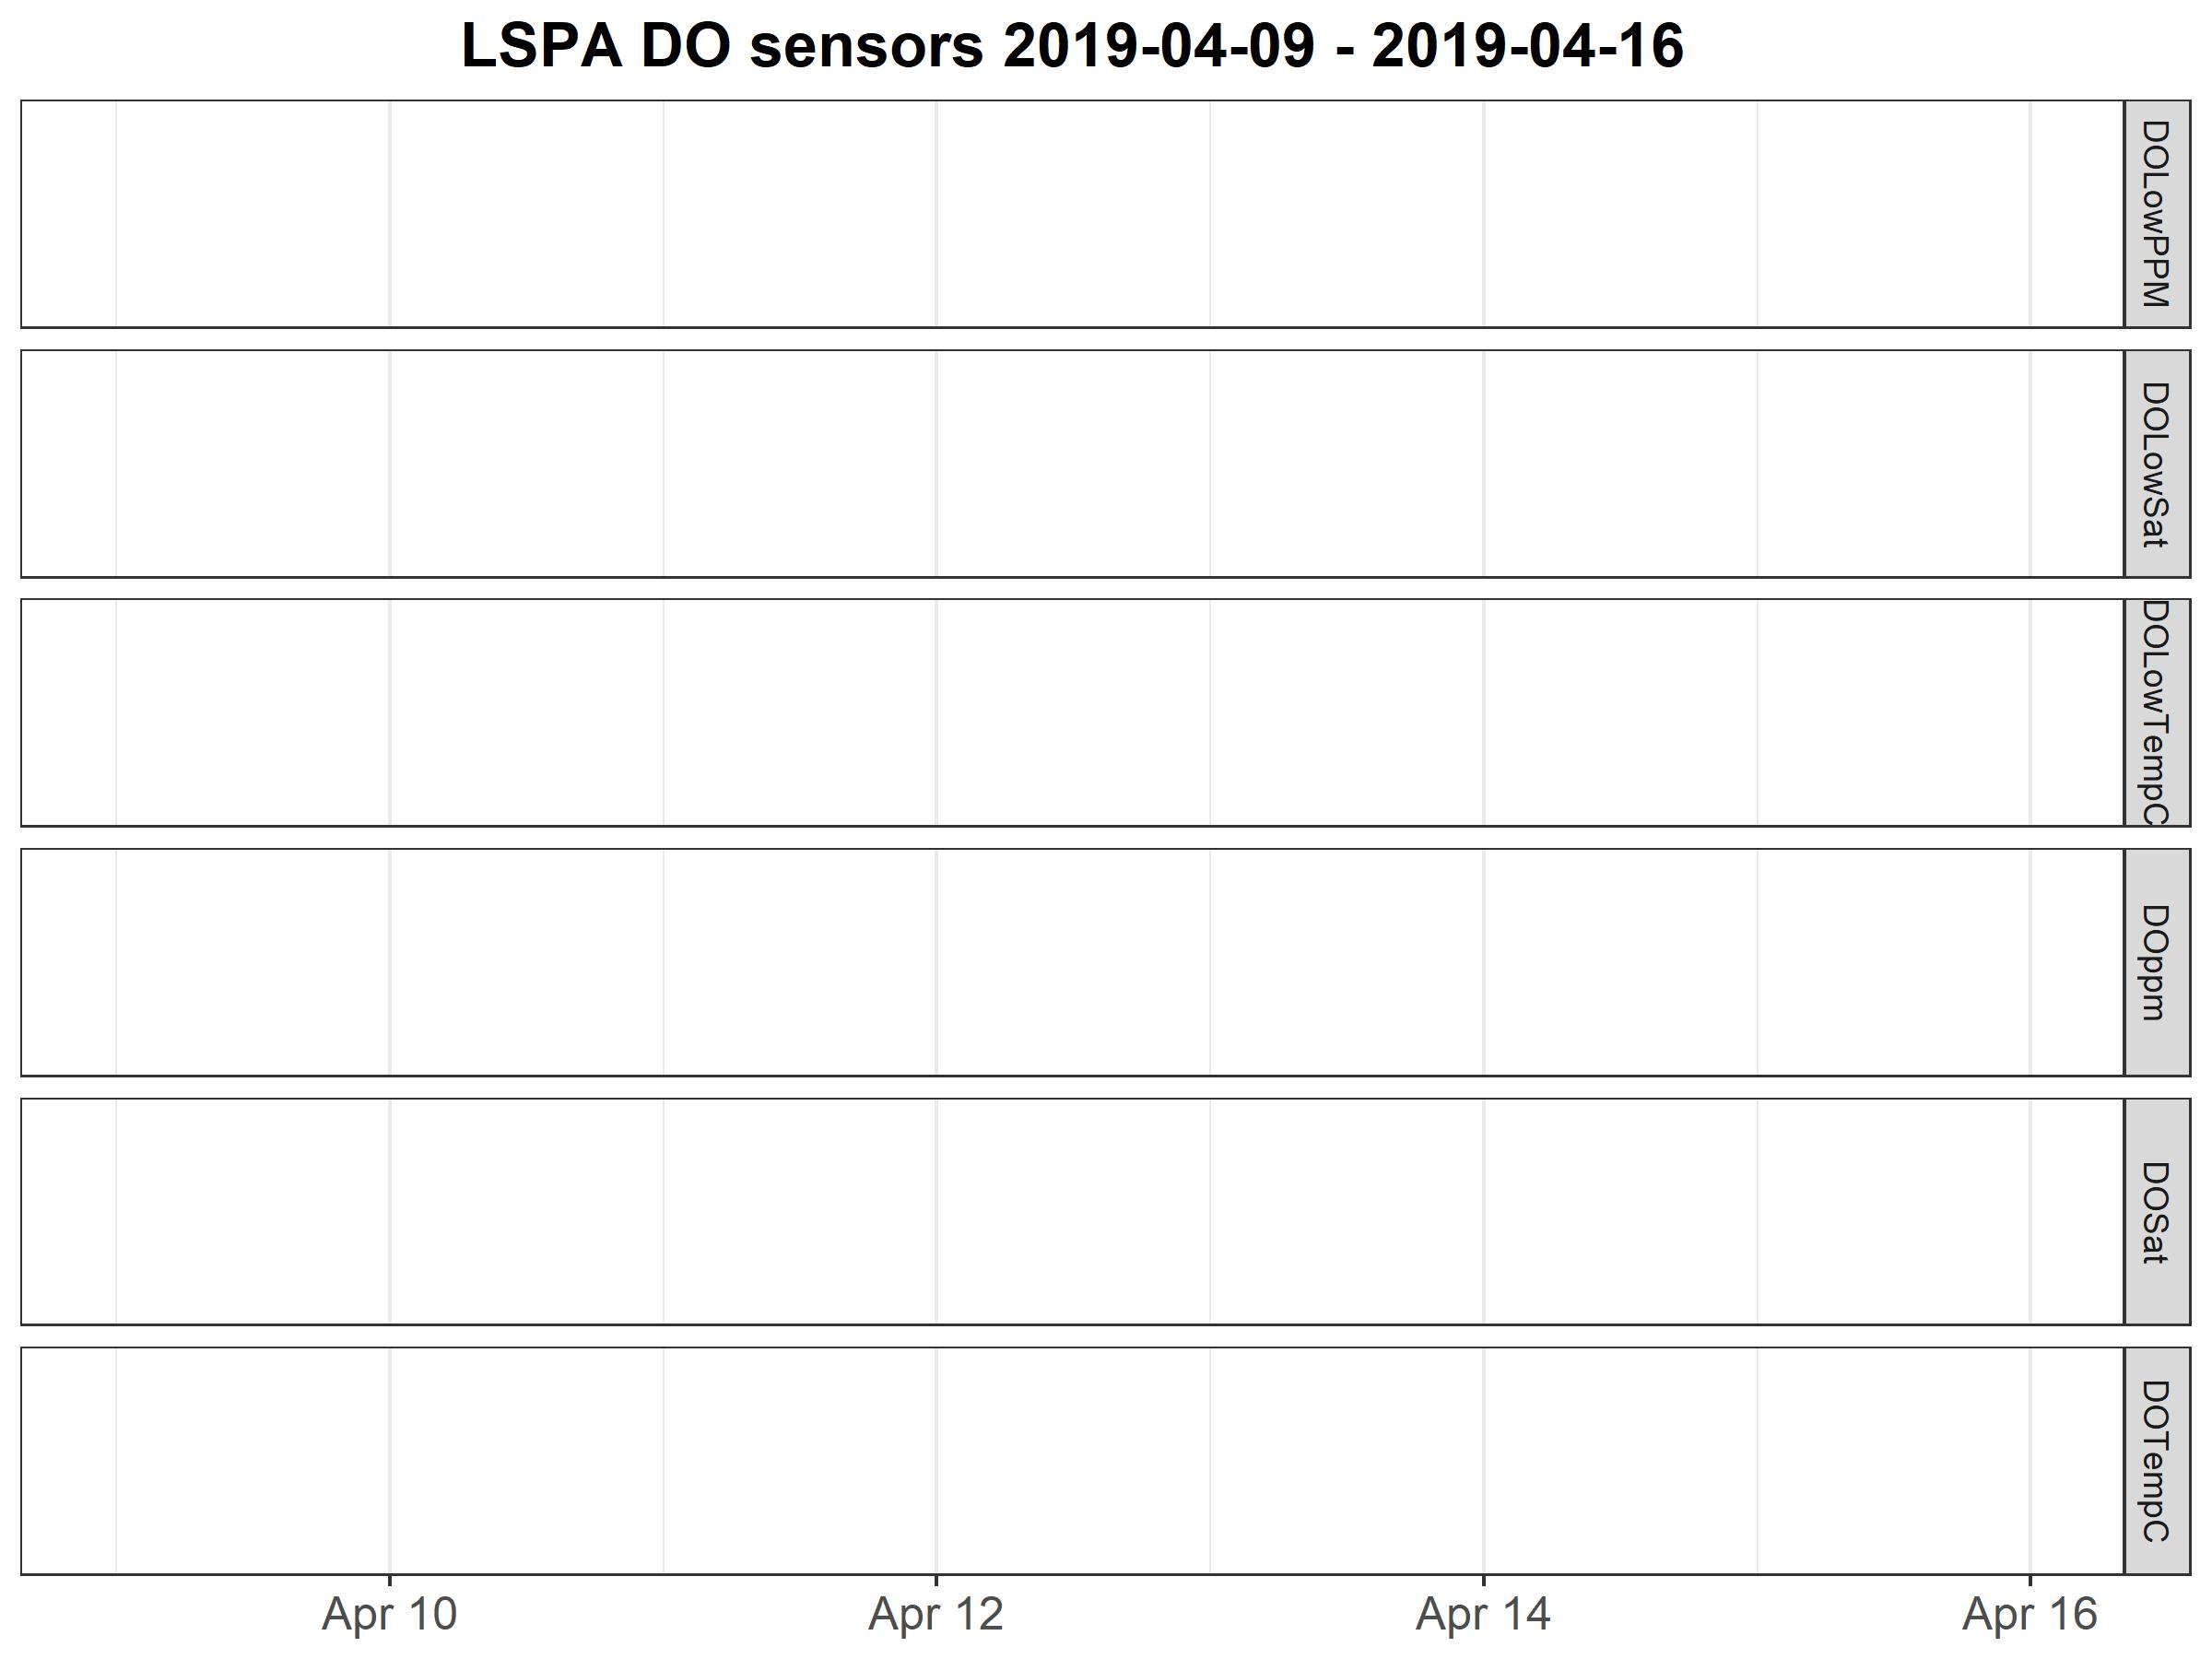 LSPA DO sensors 2019-04-09 - 2019-04-16
DOLowPPM
DOLowSat
DOLowTempC
DOppm
DOSat
DOTempC
Apr 10 Apr 12 Apr 14 Apr 16